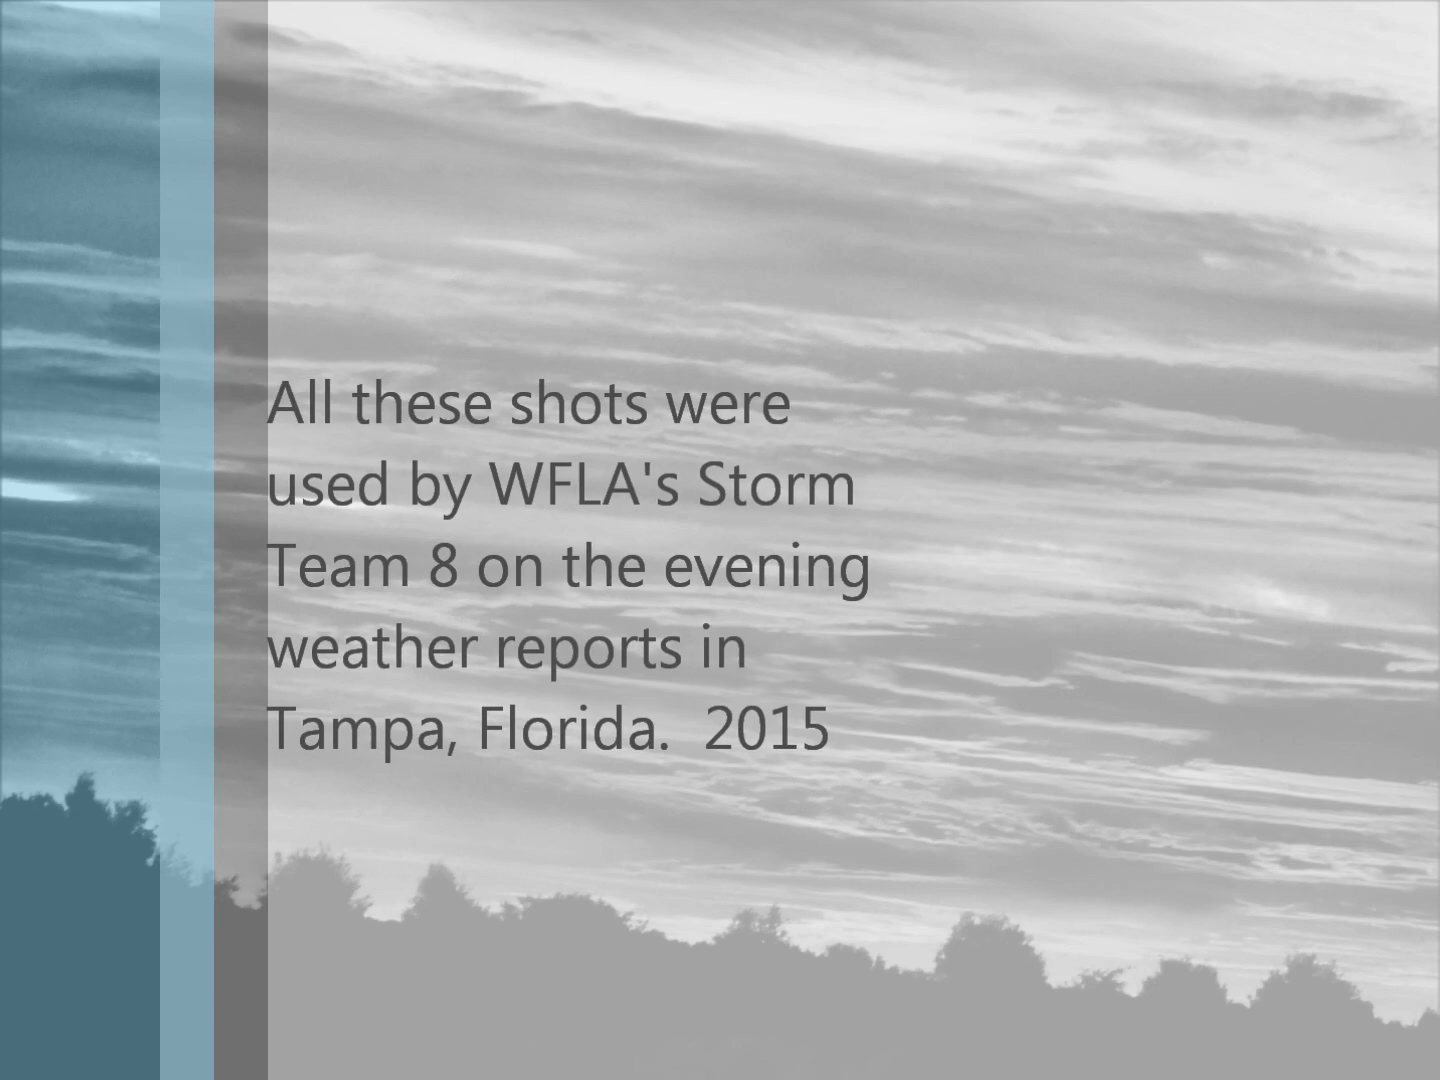 All these shots were
used by WFLA's Storm
Team 8 on the evening
weather reports in
Tampa, Florida.  2015